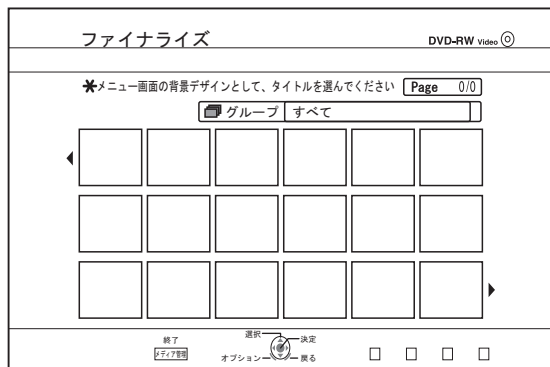 ファイナライズ DVD-RW Video
*メニュー画面の背景デザインとして、タイトルを選んでください Page 0/0
グループ すべて
終了 選択 決定
メディア管理 オプション 戻る